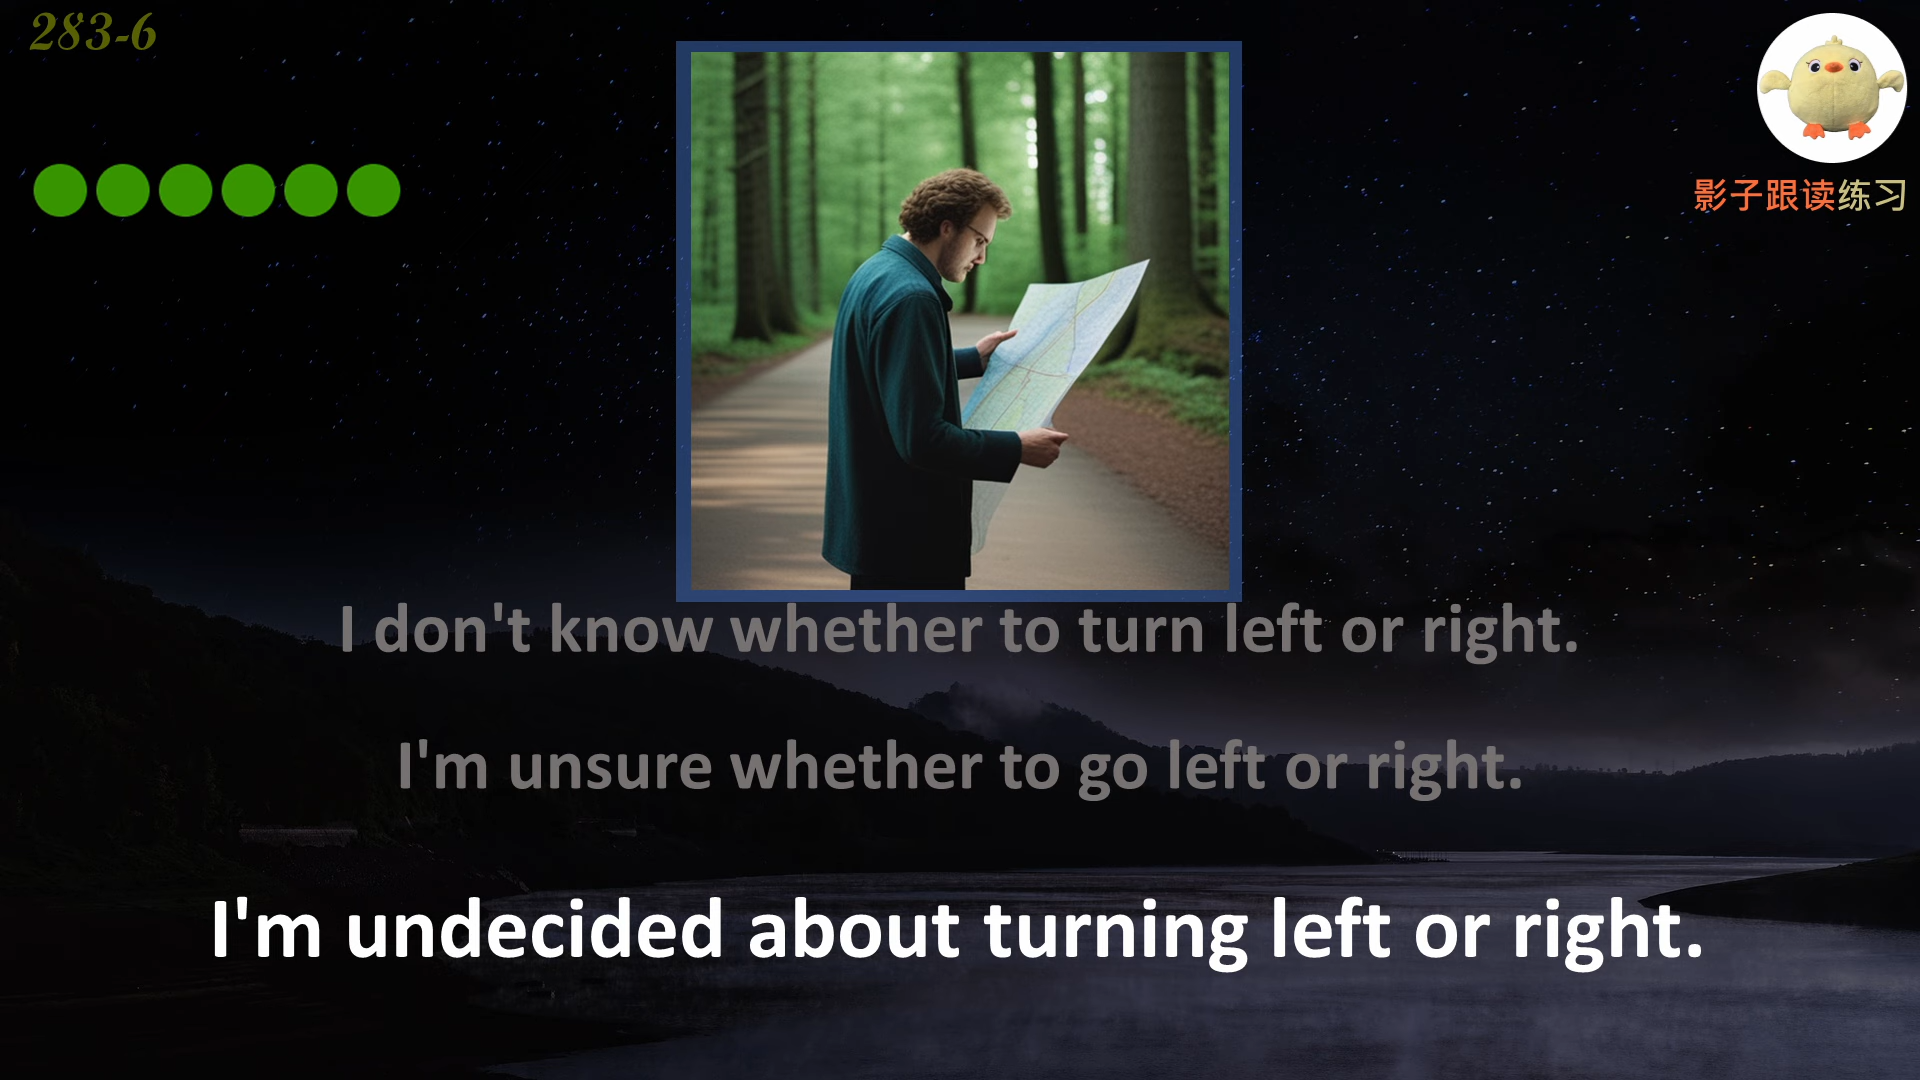 283-6
影子跟读练习
I don't know whether to turn left or right.
I'm unsure whether to go left or right.
I'm undecided about turning left or right.